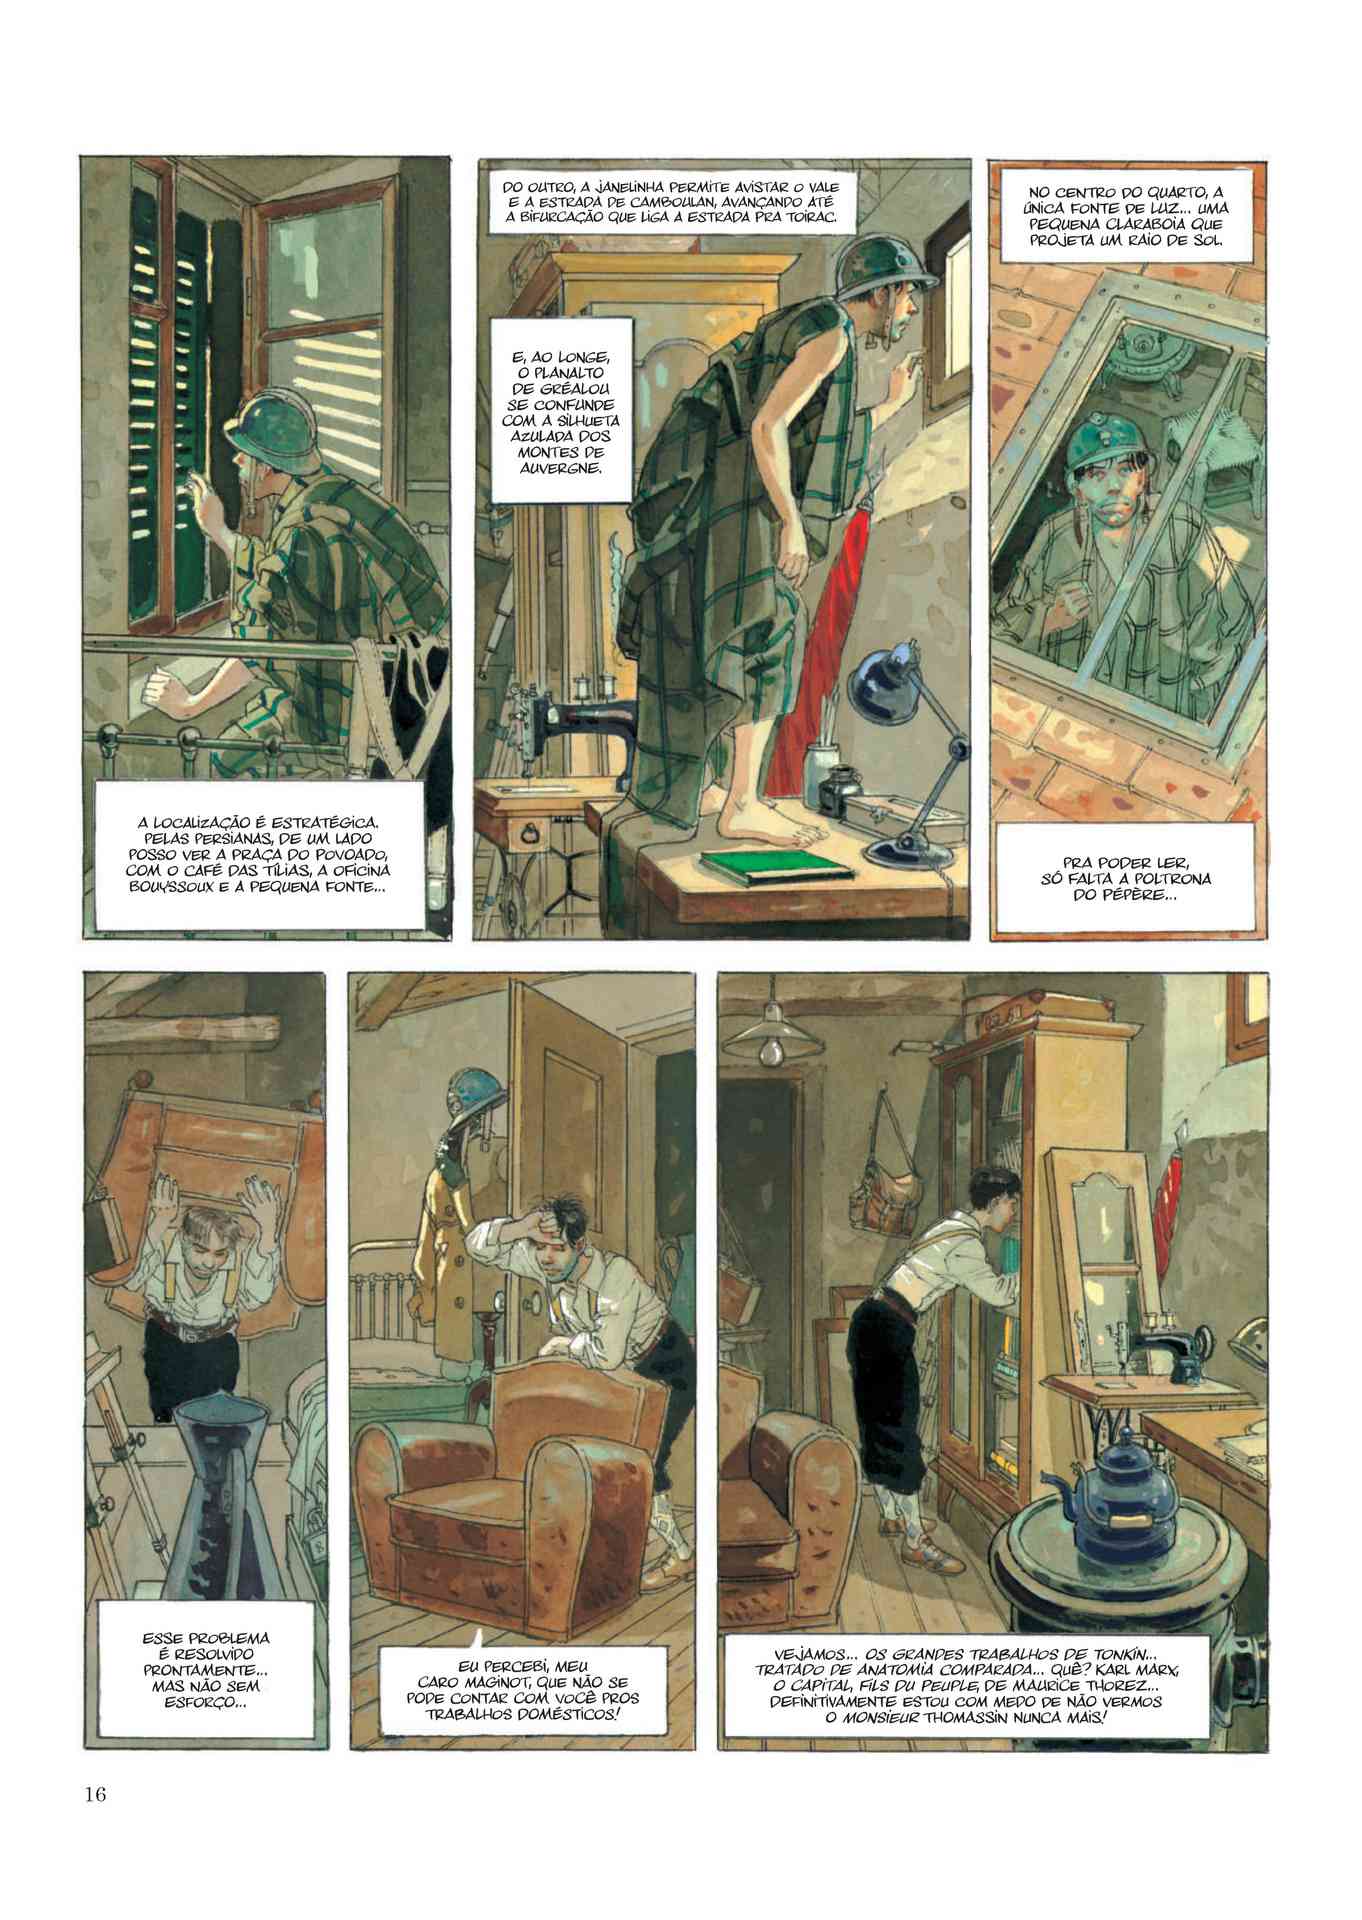 A LOCALIZAÇÃO É ESTRATÉGICA.
PELAS PERSIANAS, DE UM LADO
POSSO VER A PRAÇA DO POVOADO,
COM O CAFÉ DAS TÍLIAS, A OFICINA
BOUYSSOUX E A PEQUENA FONTE...
DO OUTRO, A JANELINHA PERMITE AVISTAR O VALE
E A ESTRADA DE CAMBOULAN, AVANÇANDO ATÉ
A BIFURCAÇÃO QUE LIGA A ESTRADA PRA TOIRAC.
E, AO LONGE,
O PLANALTO
DE GRÉALOU
SE CONFUNDE
COM A SILHUETA
AZULADA DOS
MONTES DE
AUVERGNE.
NO CENTRO DO QUARTO, A
ÚNICA FONTE DE LUZ... UMA
PEQUENA CLARABOIA QUE
PROJETA UM RAIO DE SOL.
PRA PODER LER,
SÓ FALTA A POLTRONA
DO PÉPÈRE...
ESSE PROBLEMA
É RESOLVIDO
PRONTAMENTE...
MAS NÃO SEM
ESFORÇO...
EU PERCEBI, MEU
CARO MAGINOT, QUE NÃO SE
PODE CONTAR COM VOCÊ PROS
TRABALHOS DOMÉSTICOS!
VEJAMOS... OS GRANDES TRABALHOS DE TONKIN...
TRATADO DE ANATOMIA COMPARADA... QUÊ? KARL MARX,
O CAPITAL, FILS DU PEUPLE, DE MAURICE THOREZ...
DEFINITIVAMENTE ESTOU COM MEDO DE NÃO VERMOS
O MONSIEUR THOMASSIN NUNCA MAIS!
16